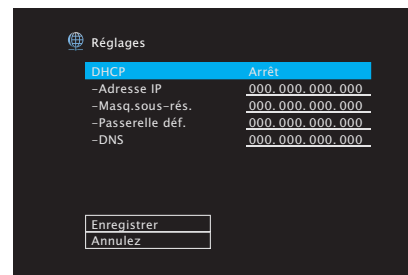 Réglages
DHCP Arrêt
-Adresse IP 000.000.000.000
-Masq.sous-rés. 000.000.000.000
-Passerelle déf. 000.000.000.000
-DNS 000.000.000.000
Enregistrer
Annulez